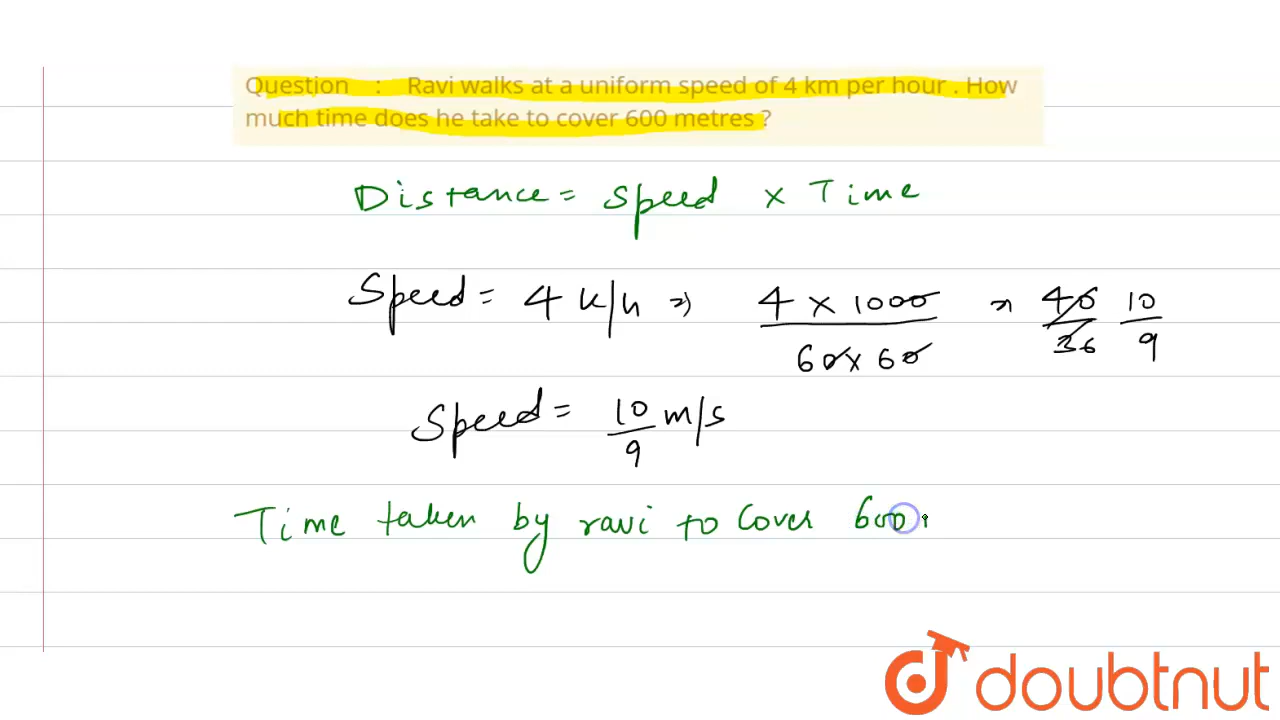 Question : Ravi walks at a uniform speed of 4 km per hour . How
much time does he take to cover 600 metres ?
Distance = Speed × Time
Speed = 4 k/h ⇒ 4 × 1000 / 60 × 60 ⇒ 40/36 10/9
Speed = 10/9 m/s
Time taken by ravi to Cover 600
doubtnut